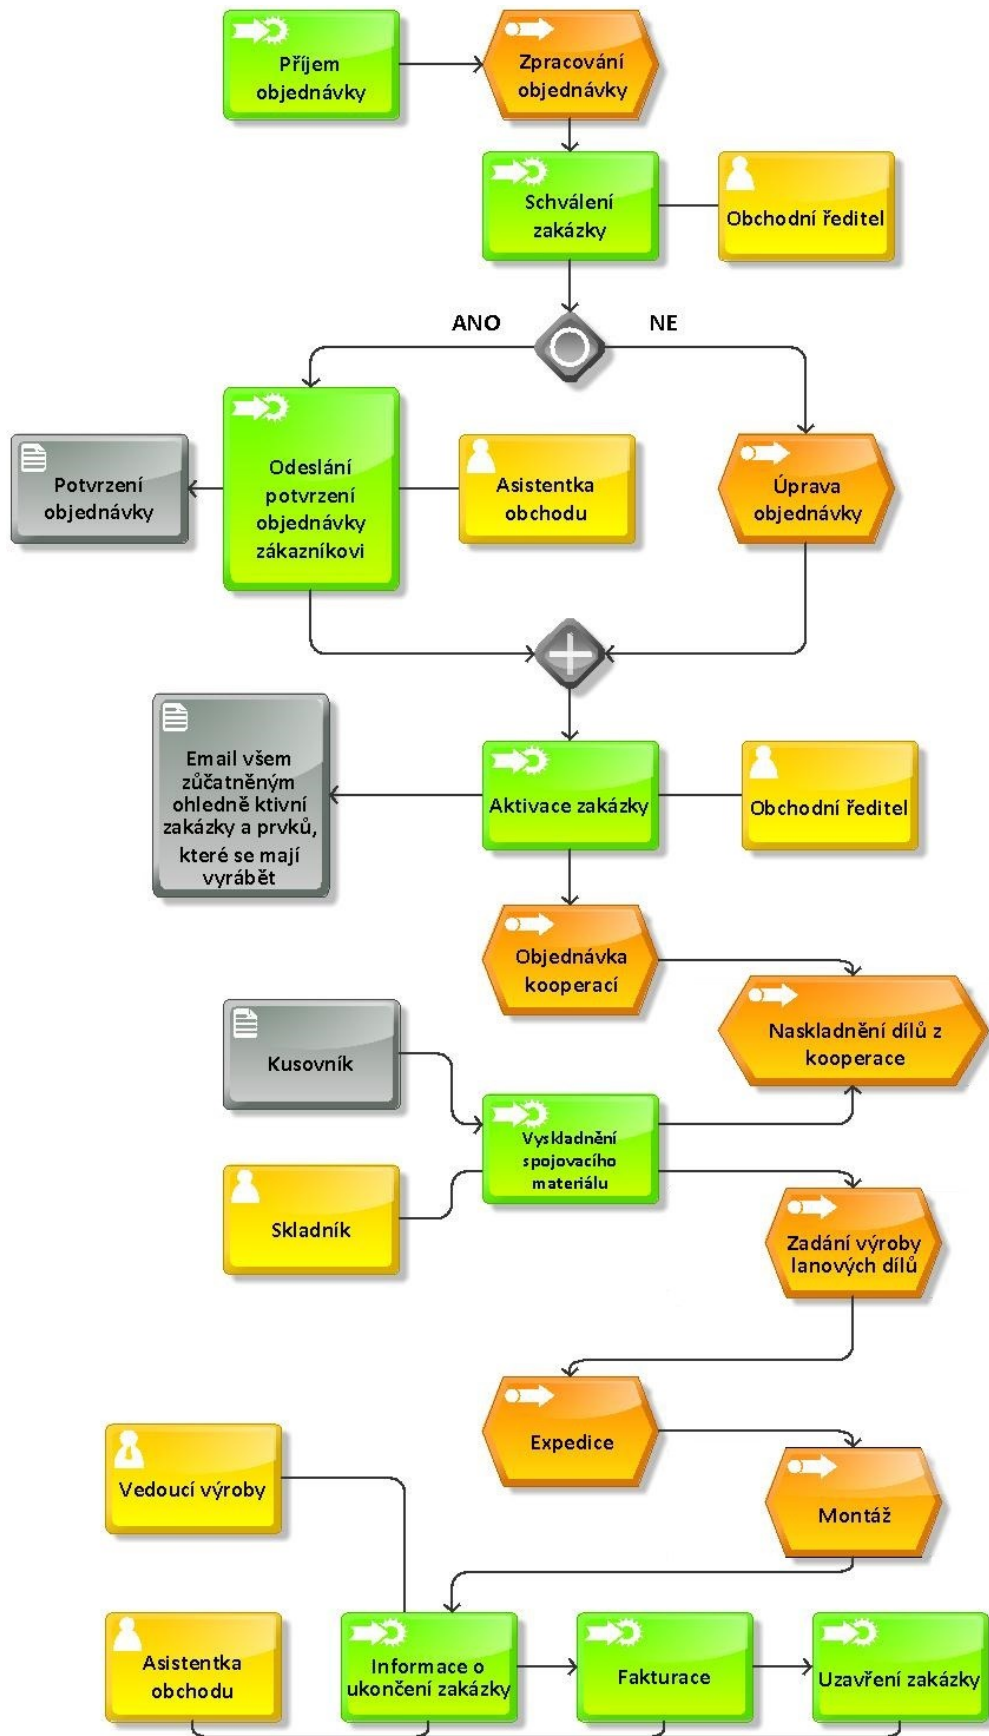 Příjem
objednávky
Zpracování
objednávky
Schválení
zakázky
Obchodní ředitel
ANO
NE
Potvrzení
objednávky
Odeslání
potvrzení
objednávky
zákazníkovi
Asistentka
obchodu
Úprava
objednávky
Email všem
zůčatněným
ohledně ktivní
zakázky a prvků,
které se mají
vyrábět
Aktivace zakázky
Obchodní ředitel
Objednávka
kooperací
Naskladnění dílů z
kooperace
Kusovník
Vyskladnění
spojovacího
materiálu
Skladník
Zadání výroby
lanových dílů
Expedice
Vedoucí výroby
Montáž
Asistentka
obchodu
Informace o
ukončení zakázky
Fakturace
Uzavření zakázky